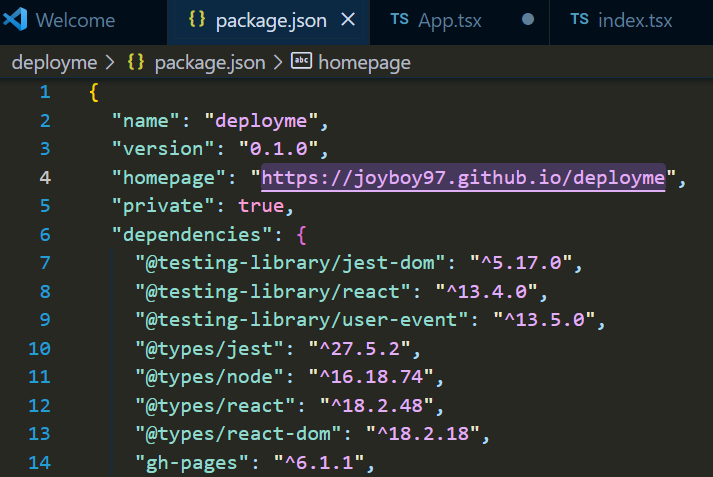 Welcome {} package.json × TS App.tsx ● TS index.tsx
deployme > {} package.json > abc homepage
1 {
2 "name": "deployme",
3 "version": "0.1.0",
4 "homepage": "https://joyboy97.github.io/deployme",
5 "private": true,
6 "dependencies": {
7 "@testing-library/jest-dom": "^5.17.0",
8 "@testing-library/react": "^13.4.0",
9 "@testing-library/user-event": "^13.5.0",
10 "@types/jest": "^27.5.2",
11 "@types/node": "^16.18.74",
12 "@types/react": "^18.2.48",
13 "@types/react-dom": "^18.2.18",
14 "gh-pages": "^6.1.1",